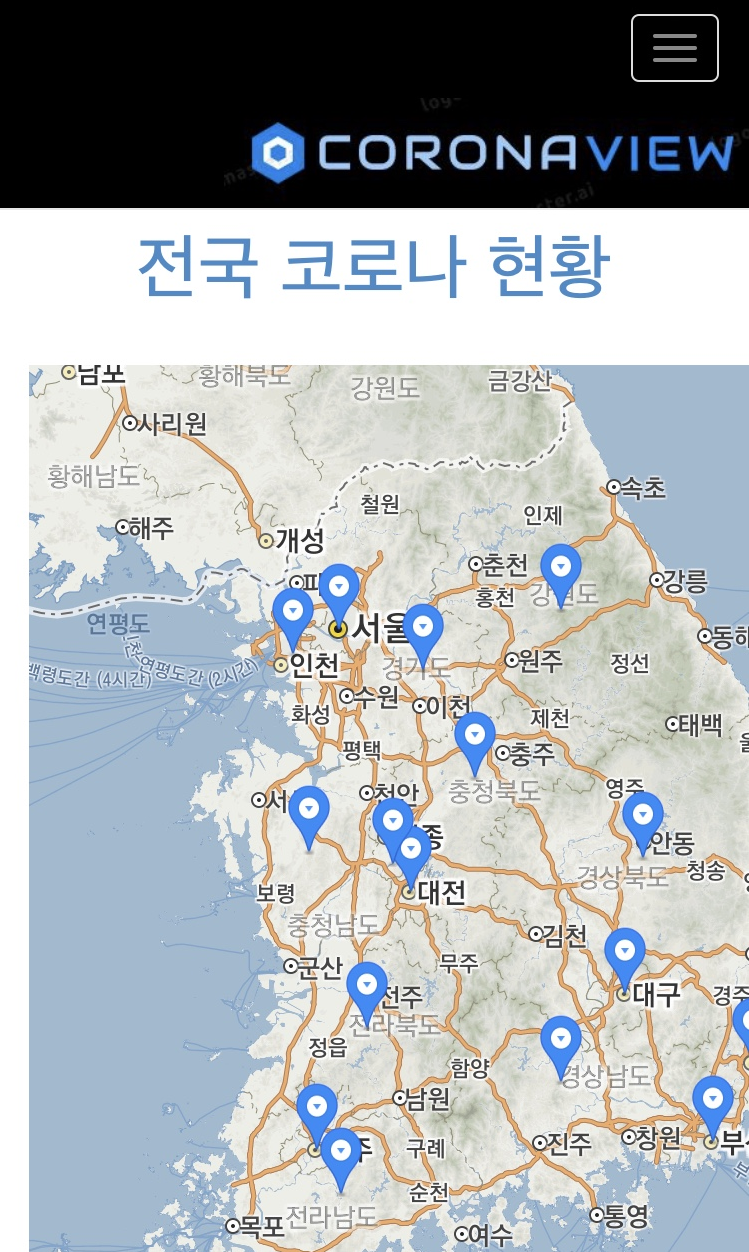 CORONAVIEW
전국 코로나 현황
남포
황해북도
강원도
금강산
사리원
황해남도
속초
철원
해주
인제
개성
춘천
강릉
홍천
연평도
서울
동해
인천
경기도
원주
정선
백령도간 (4시간)
연평도간 (2시간)
수원
이천
화성
제천
태백
평택
충주
충청북도
영주
천안
안동
경상북도
청송
대전
보령
충청남도
김천
군산
무주
대구
경주
전주
전라북도
정읍
함양
경상남도
남원
구례
진주
창원
순천
전라남도
통영
목포
여수